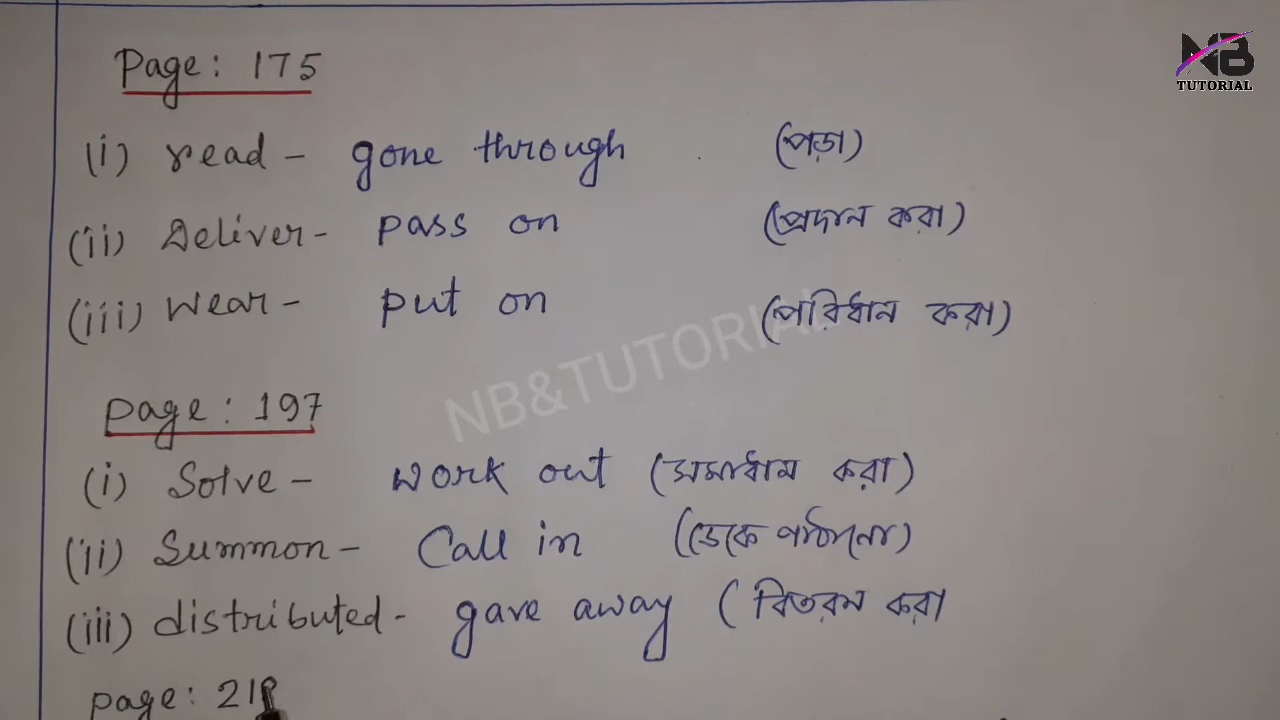 NB
TUTORIAL
Page: 175
(i) read - gone through (পড়া)
(ii) Deliver - pass on (প্রদান করা)
(iii) Wear - put on (পরিধান করা)
NB&TUTORIAL
page: 197
(i) Solve - work out (সমাধান করা)
(ii) Summon - Call in (ডেকে পাঠানো)
(iii) distributed - gave away (বিতরন করা
page: 21